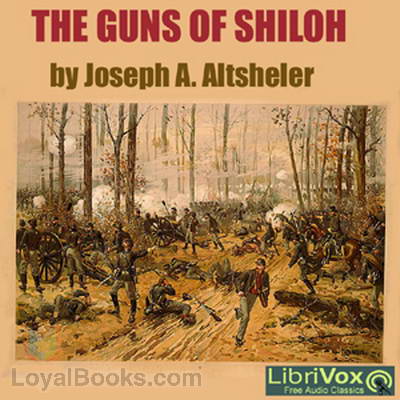 THE GUNS OF SHILOH
by Joseph A. Altsheler
LoyalBooks.com
LibriVox
Free Audio Classics